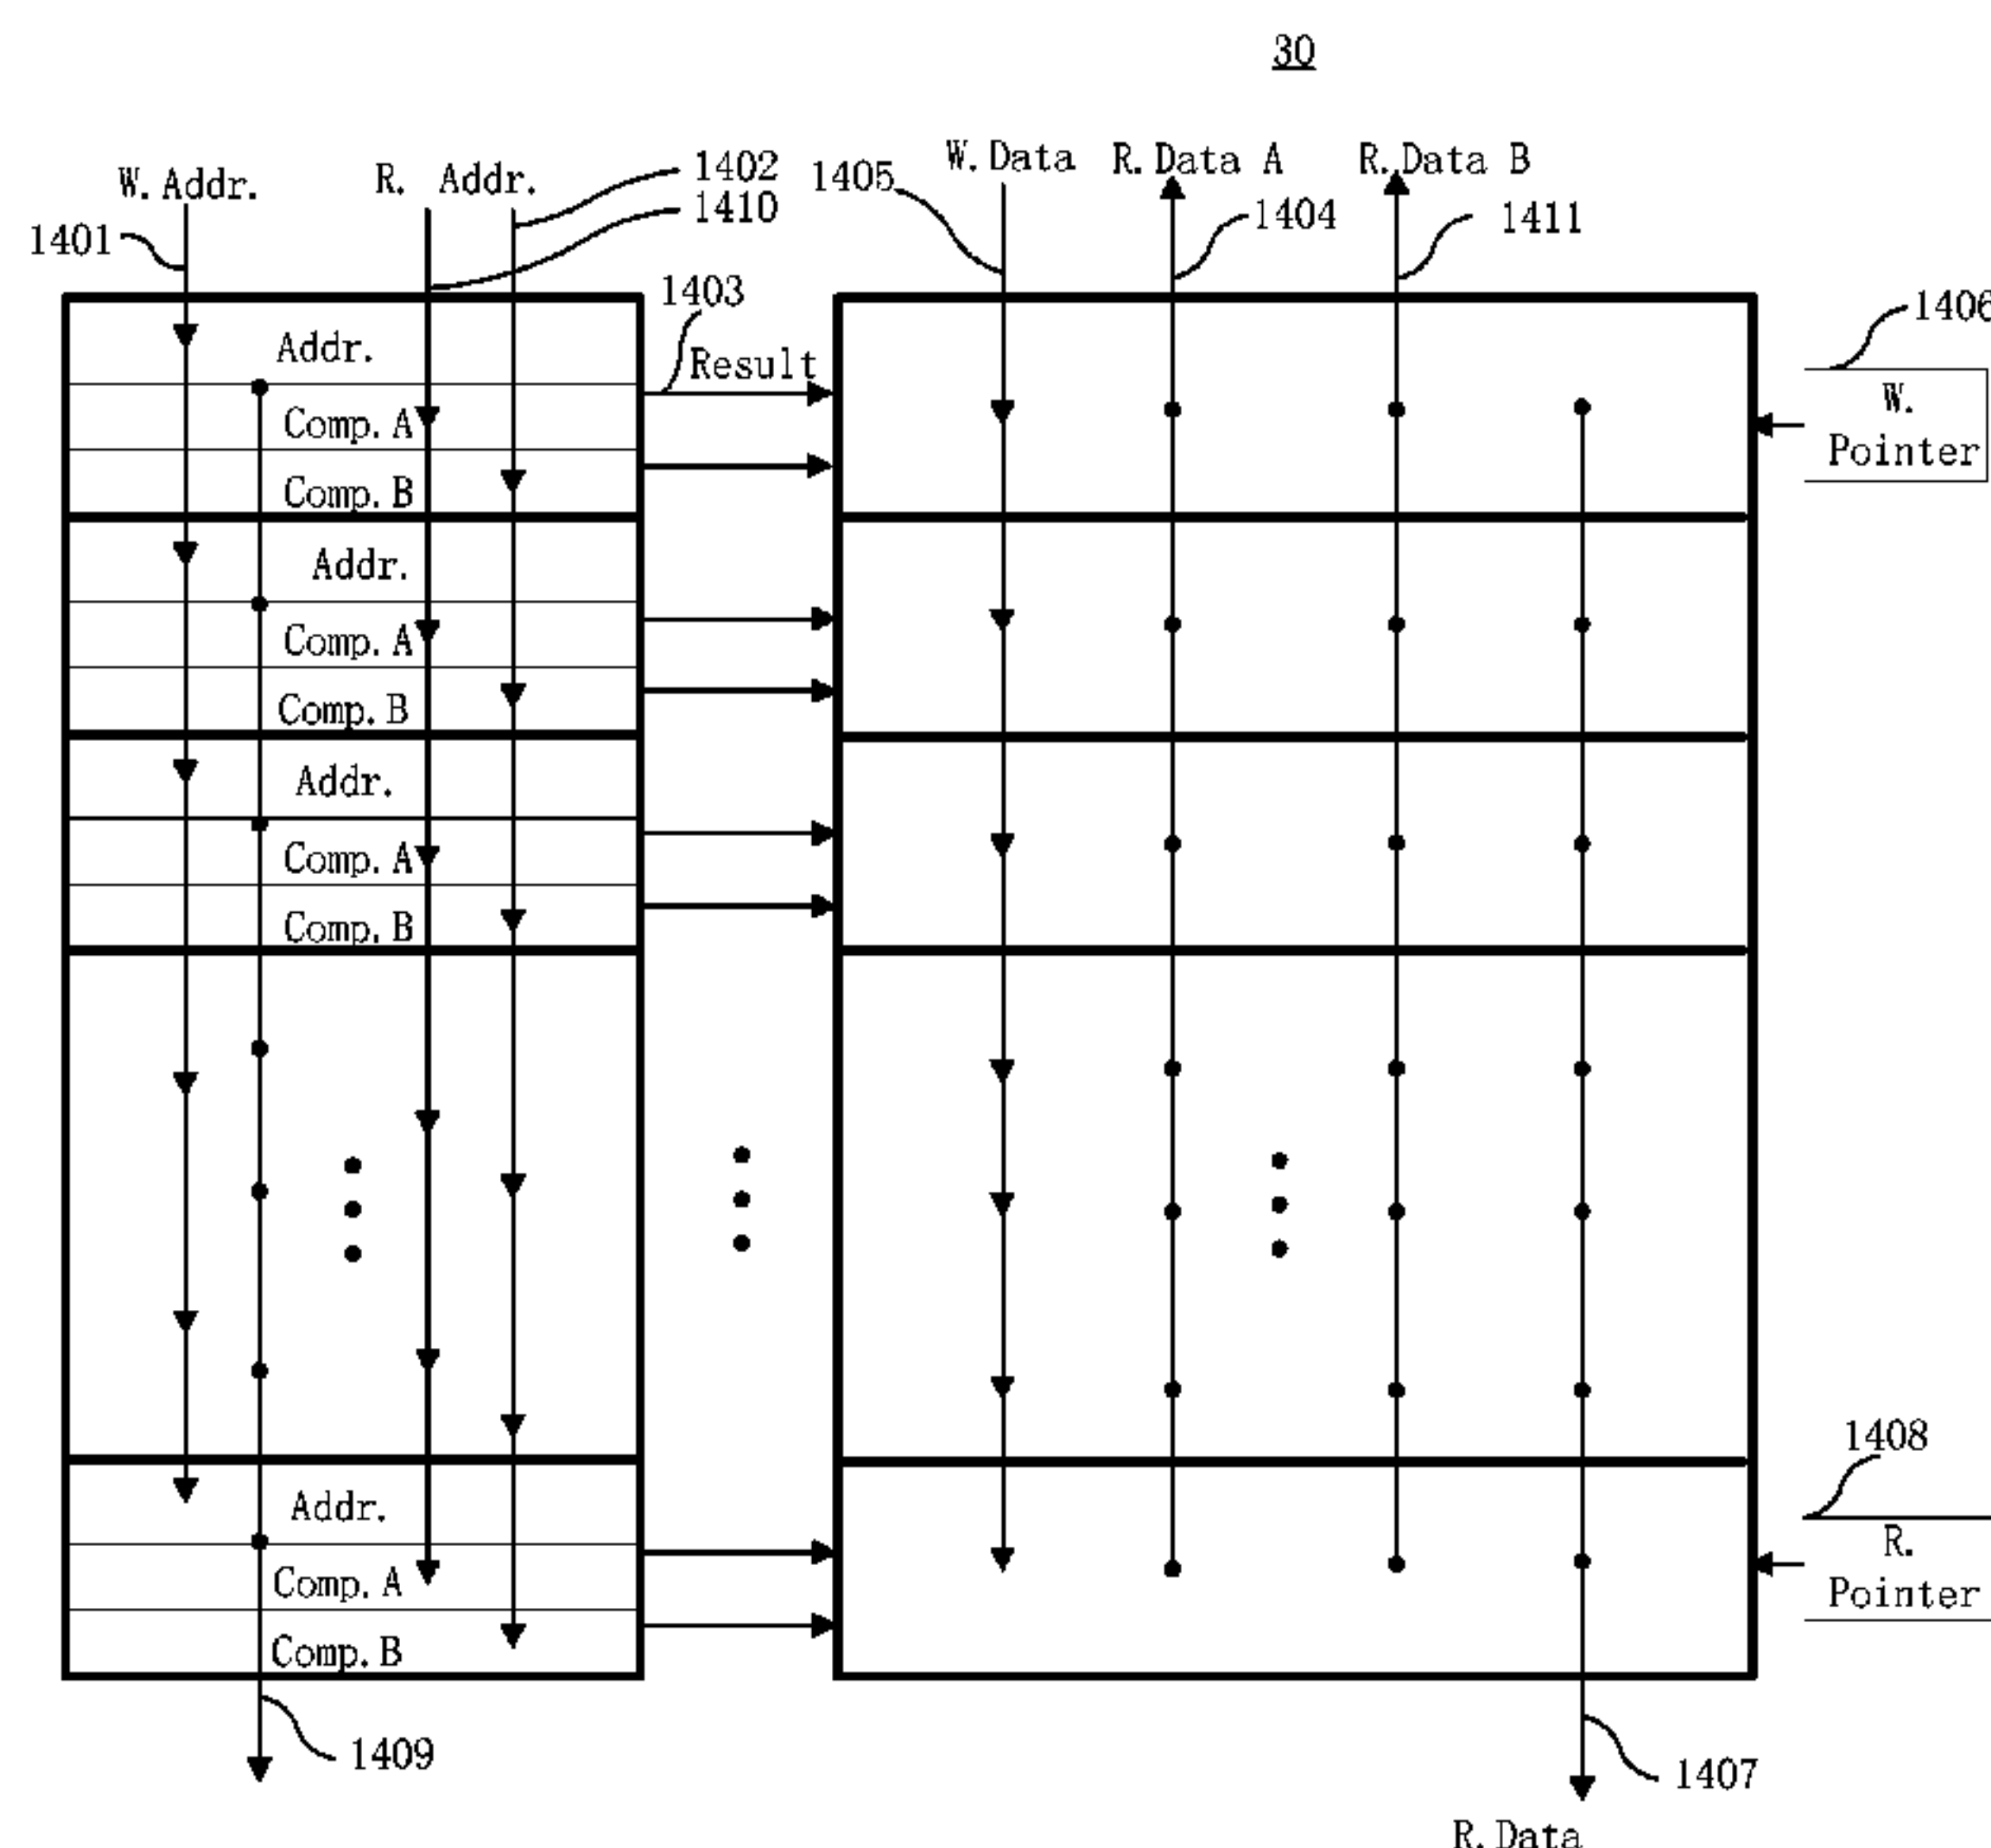 30
W.Addr.
R. Addr.
1402
1410
1405
W.Data
R.Data A
R.Data B
1401
1404
1411
1403
1406
Result
Addr.
Comp.A
Comp.B
W.
Pointer
Addr.
Comp.A
Comp.B
Addr.
Comp.A
Comp.B
1408
Addr.
Comp.A
Comp.B
R.
Pointer
1409
1407
R.Data